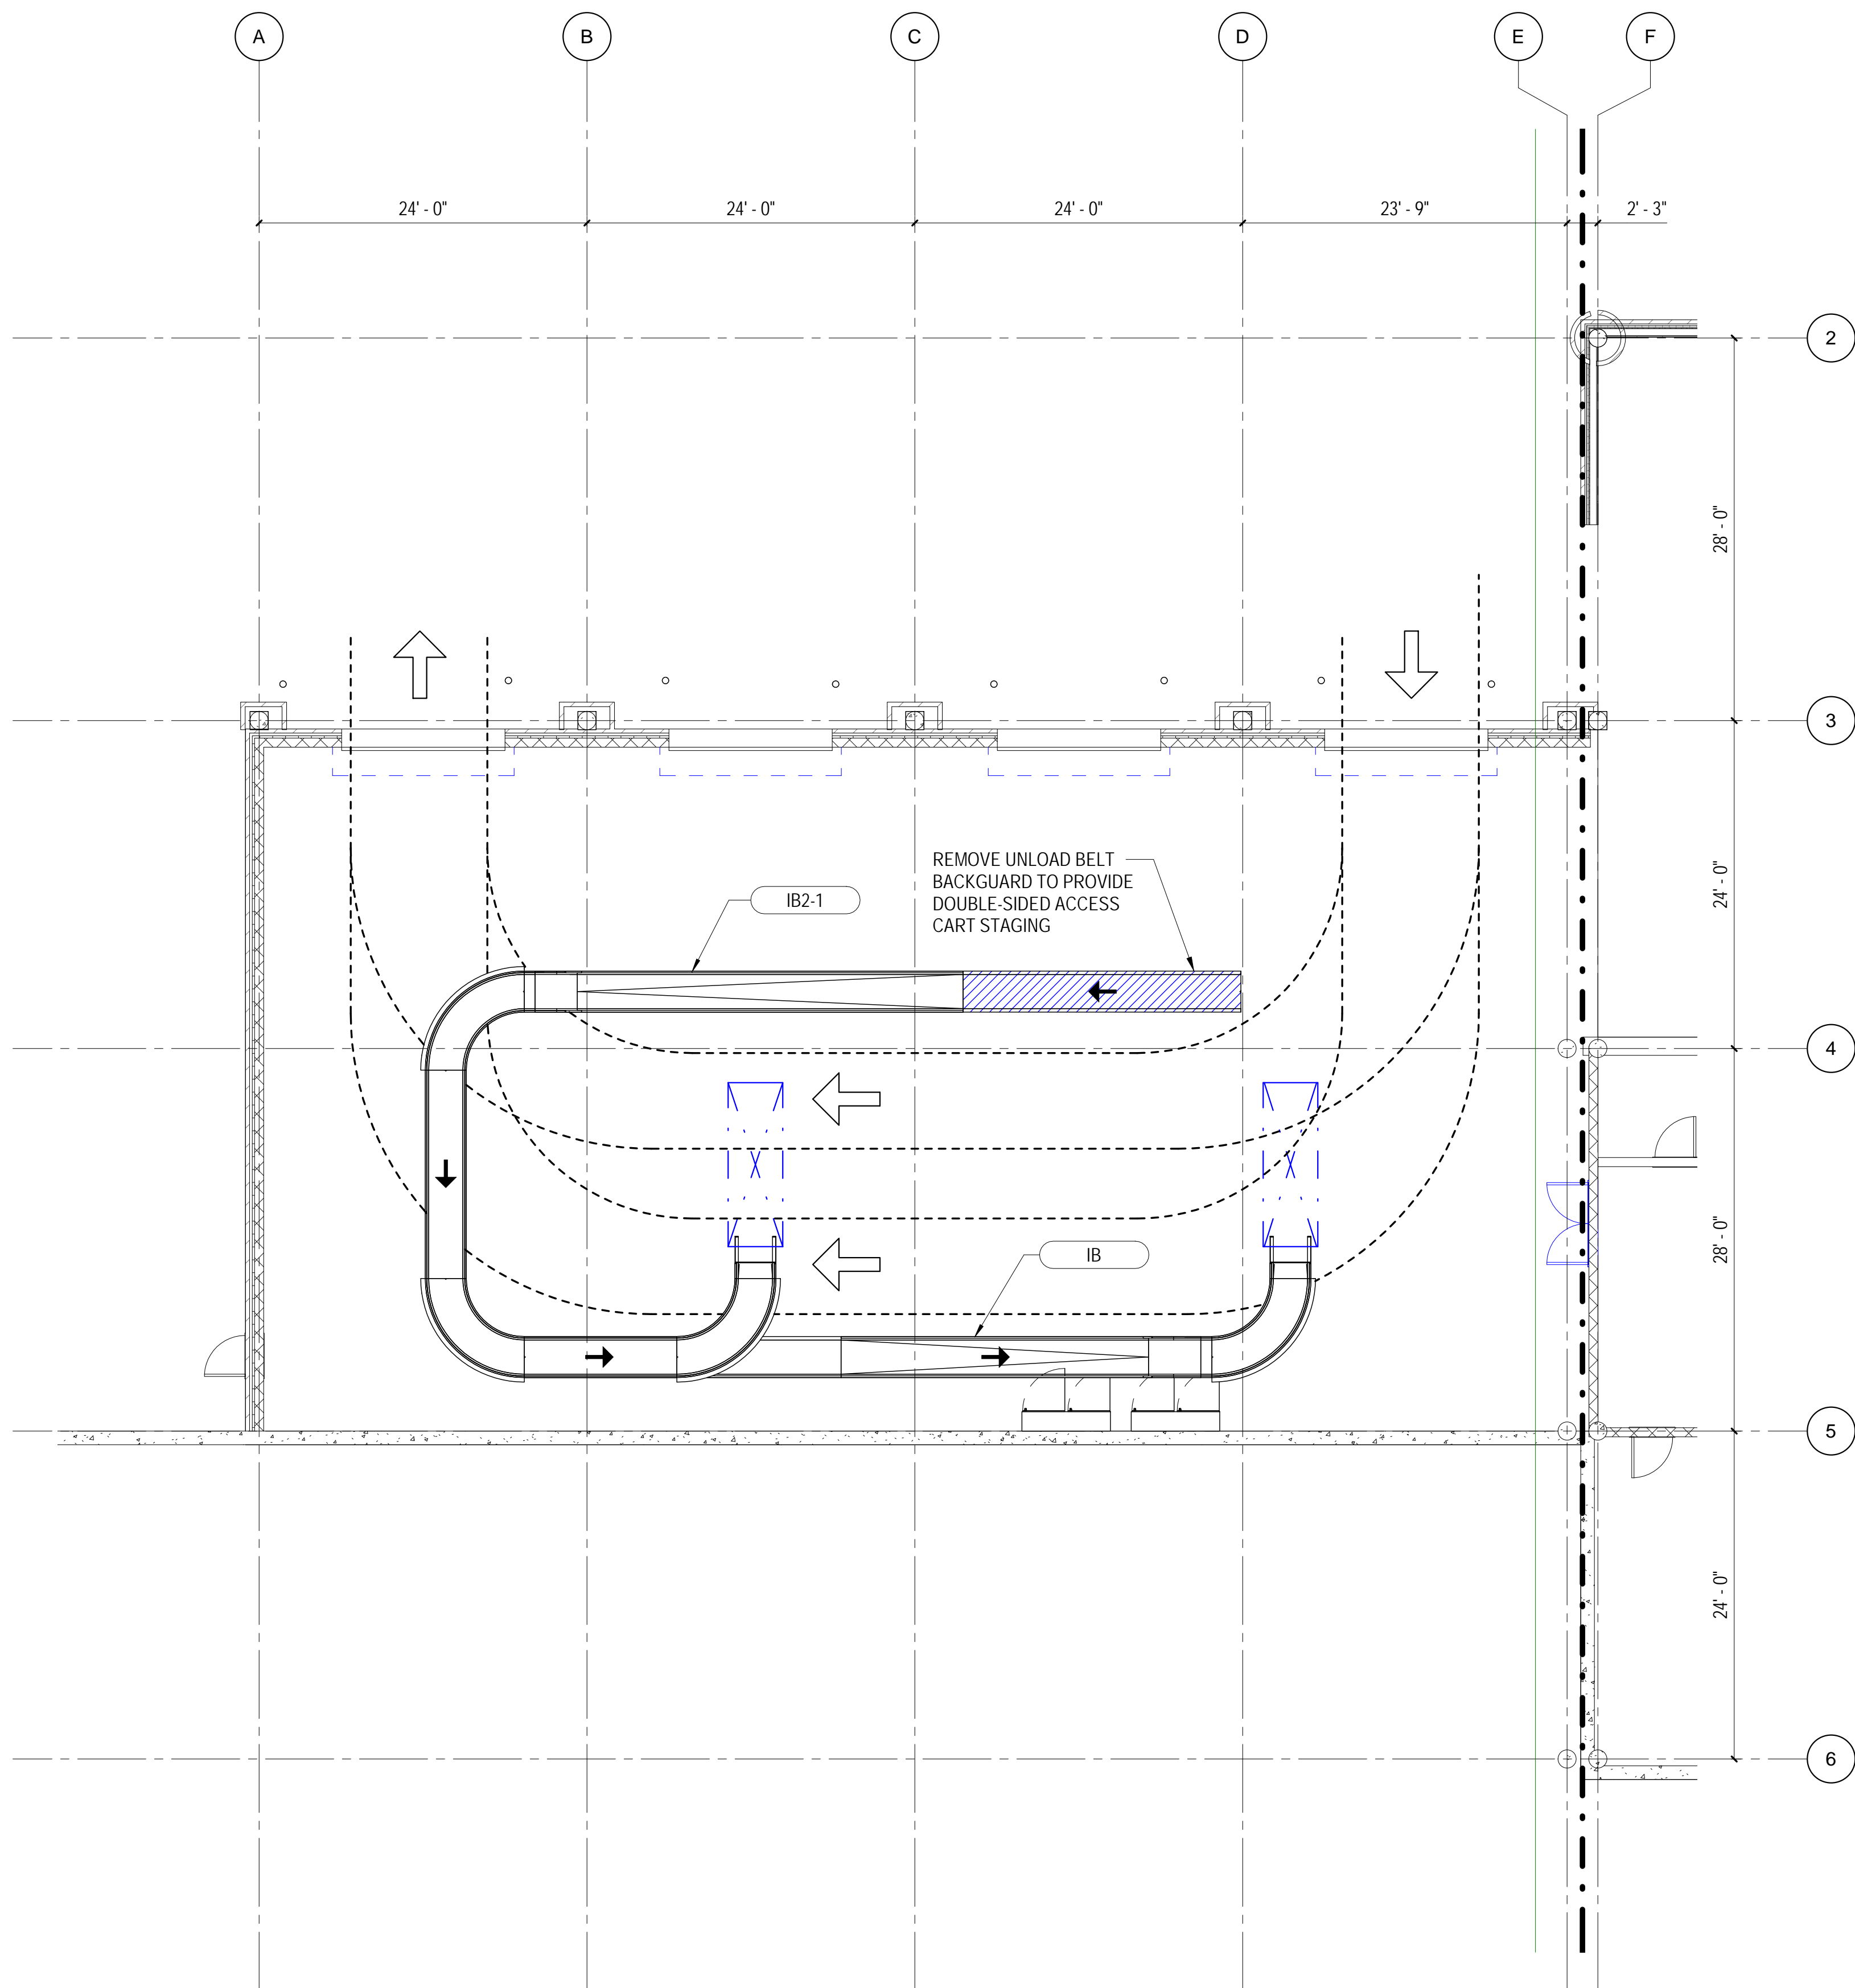 A
B
C
D
E
F
24' - 0"
24' - 0"
24' - 0"
23' - 9"
2' - 3"
2
28' - 0"
3
24' - 0"
REMOVE UNLOAD BELT
BACKGUARD TO PROVIDE
DOUBLE-SIDED ACCESS
CART STAGING
IB2-1
4
28' - 0"
IB
5
24' - 0"
6